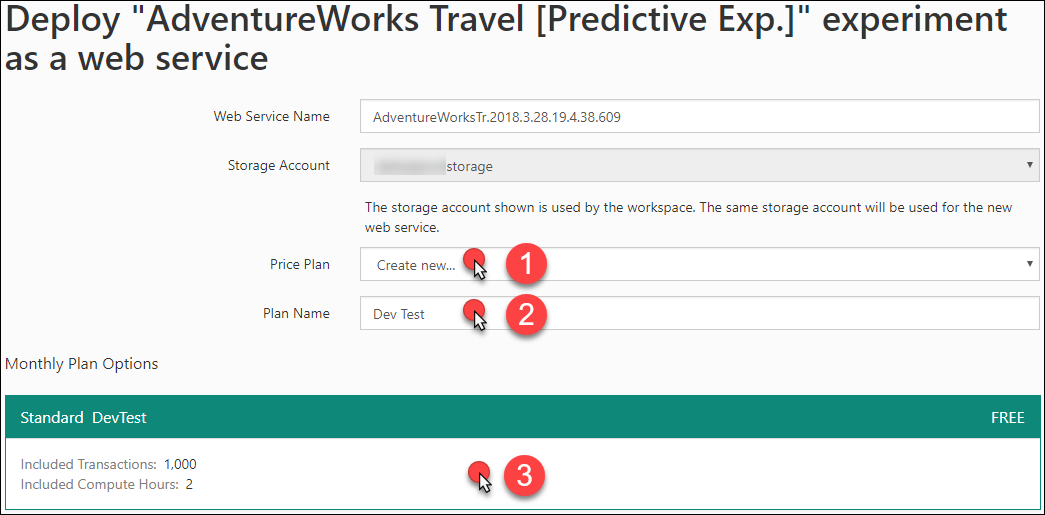 Deploy "AdventureWorks Travel [Predictive Exp.]" experiment
as a web service
Web Service Name
AdventureWorksTr.2018.3.28.19.4.38.609
Storage Account
storage
The storage account shown is used by the workspace. The same storage account will be used for the new
web service.
Price Plan
Create new...
1
Plan Name
Dev Test
2
Monthly Plan Options
Standard DevTest
FREE
Included Transactions: 1,000
Included Compute Hours: 2
3